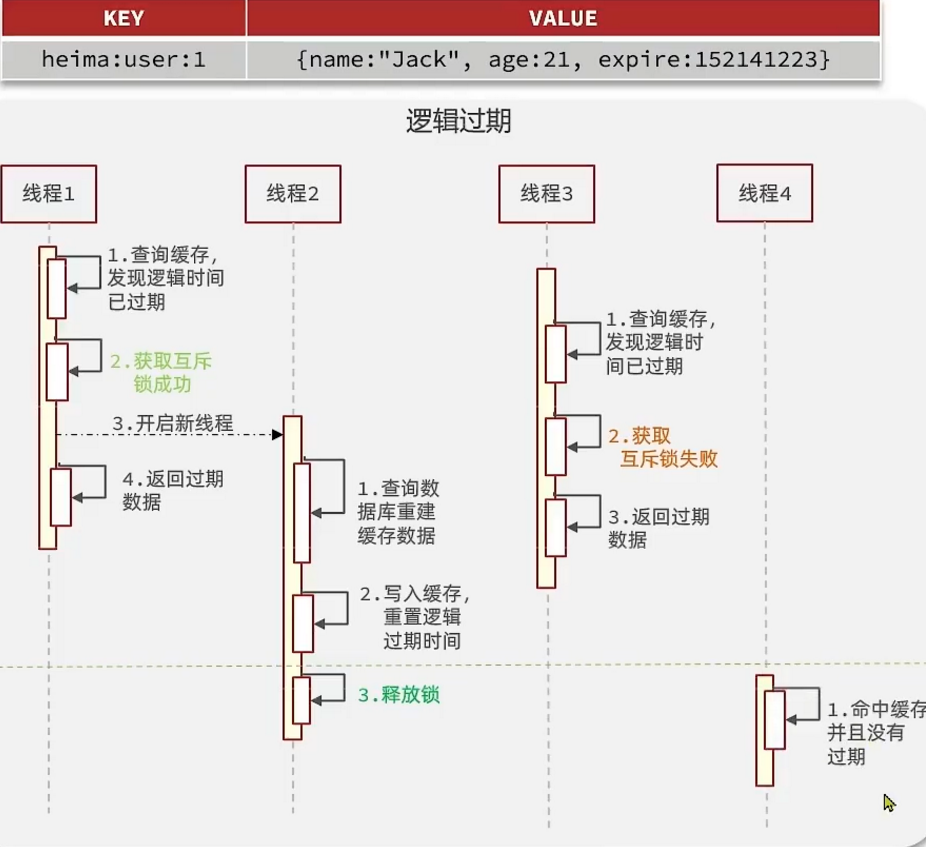 KEY VALUE
heima:user:1 {name:"Jack", age:21, expire:152141223}
逻辑过期
线程1 线程2 线程3 线程4
1.查询缓存,
发现逻辑时间
已过期
2.获取互斥
锁成功
3.开启新线程
4.返回过期
数据
1.查询数
据库重建
缓存数据
2.写入缓存,
重置逻辑
过期时间
3.释放锁
1.查询缓存,
发现逻辑时
间已过期
2.获取
互斥锁失败
3.返回过期
数据
1.命中缓存
并且没有
过期